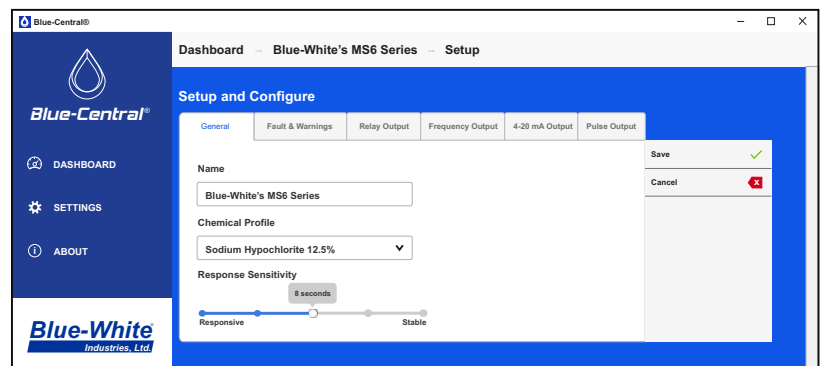 Blue-Central®
Dashboard → Blue-White's MS6 Series → Setup
Blue-Central®
DASHBOARD
SETTINGS
ABOUT
Blue-White®
Industries, Ltd.
Setup and Configure
General Fault & Warnings Relay Output Frequency Output 4-20 mA Output Pulse Output
Name
Blue-White's MS6 Series
Chemical Profile
Sodium Hypochlorite 12.5%
Response Sensitivity
8 seconds
Responsive Stable
Save
Cancel X